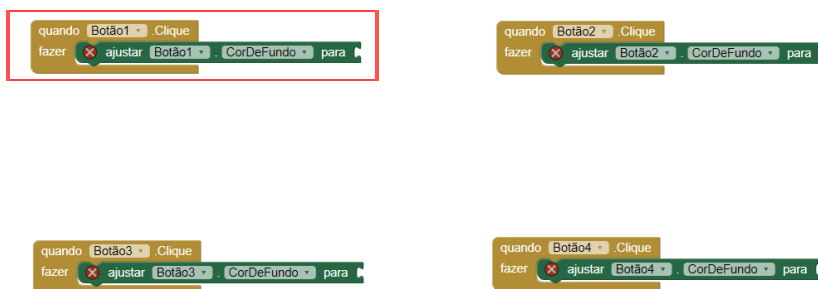 quando Botão1 .Clique
fazer ajustar Botão1 . CorDeFundo para
quando Botão2 .Clique
fazer ajustar Botão2 . CorDeFundo para
quando Botão3 .Clique
fazer ajustar Botão3 . CorDeFundo para
quando Botão4 .Clique
fazer ajustar Botão4 . CorDeFundo para